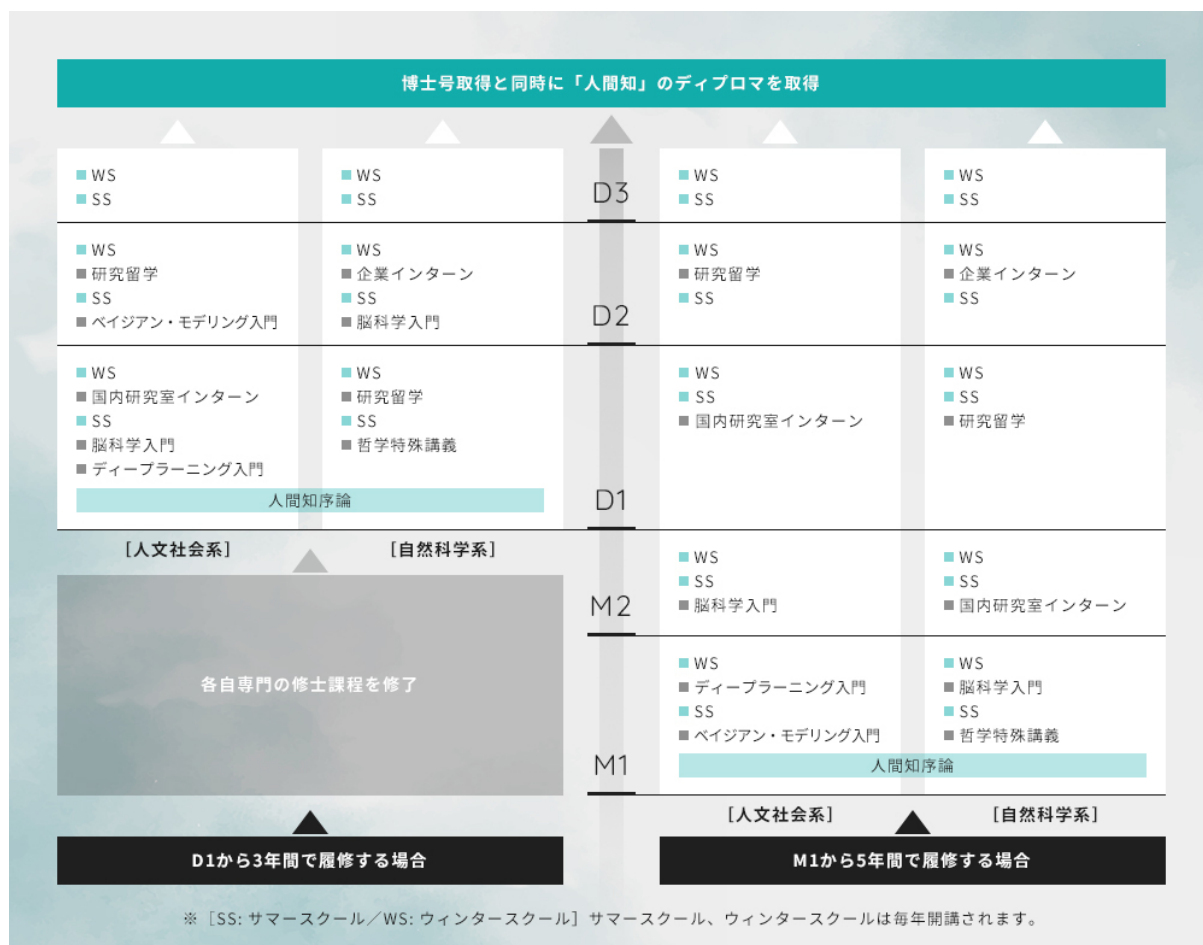 博士号取得と同時に「人間知」のディプロマを取得
WS
SS
WS
SS
D3
WS
SS
WS
SS
WS
研究留学
SS
ベイジアン・モデリング入門
WS
企業インターン
SS
脳科学入門
D2
WS
研究留学
SS
WS
企業インターン
SS
WS
国内研究室インターン
SS
脳科学入門
ディープラーニング入門
WS
研究留学
SS
哲学特殊講義
人間知序論
D1
WS
SS
国内研究室インターン
WS
SS
研究留学
[人文社会系]
[自然科学系]
各自専門の修士課程を修了
D1から3年間で履修する場合
M2
WS
SS
脳科学入門
WS
SS
国内研究室インターン
M1
WS
ディープラーニング入門
SS
ベイジアン・モデリング入門
WS
脳科学入門
SS
哲学特殊講義
人間知序論
[人文社会系]
[自然科学系]
M1から5年間で履修する場合
※［SS: サマースクール／WS: ウィンタースクール］サマースクール、ウィンタースクールは毎年開講されます。